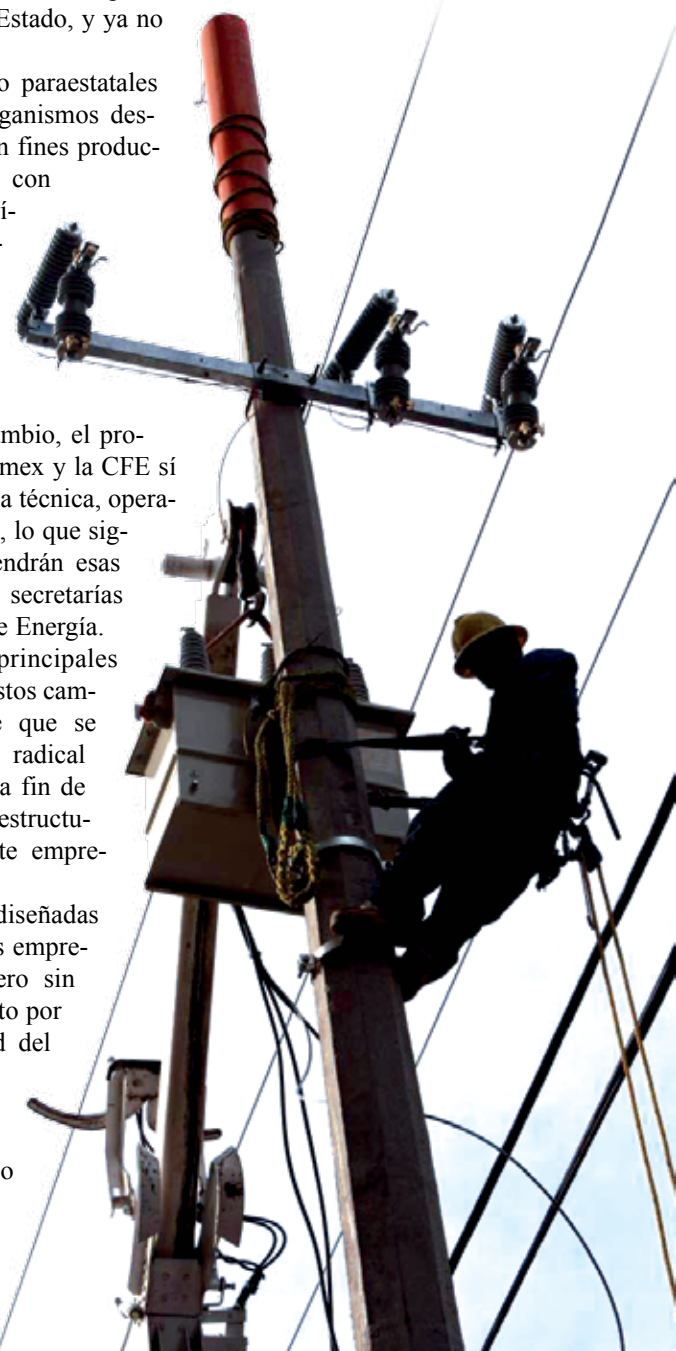 Estado, y ya no
o paraestatales
ganismos des-
n fines produc-
con
í-
-
mbio, el pro-
mex y la CFE sí
a técnica, opera-
, lo que sig-
endrán esas
secretarías
e Energía.
principales
stos cam-
e que se
radical
a fin de
estructu-
te empre-
diseñadas
s empre-
ero sin
to por
d del
o